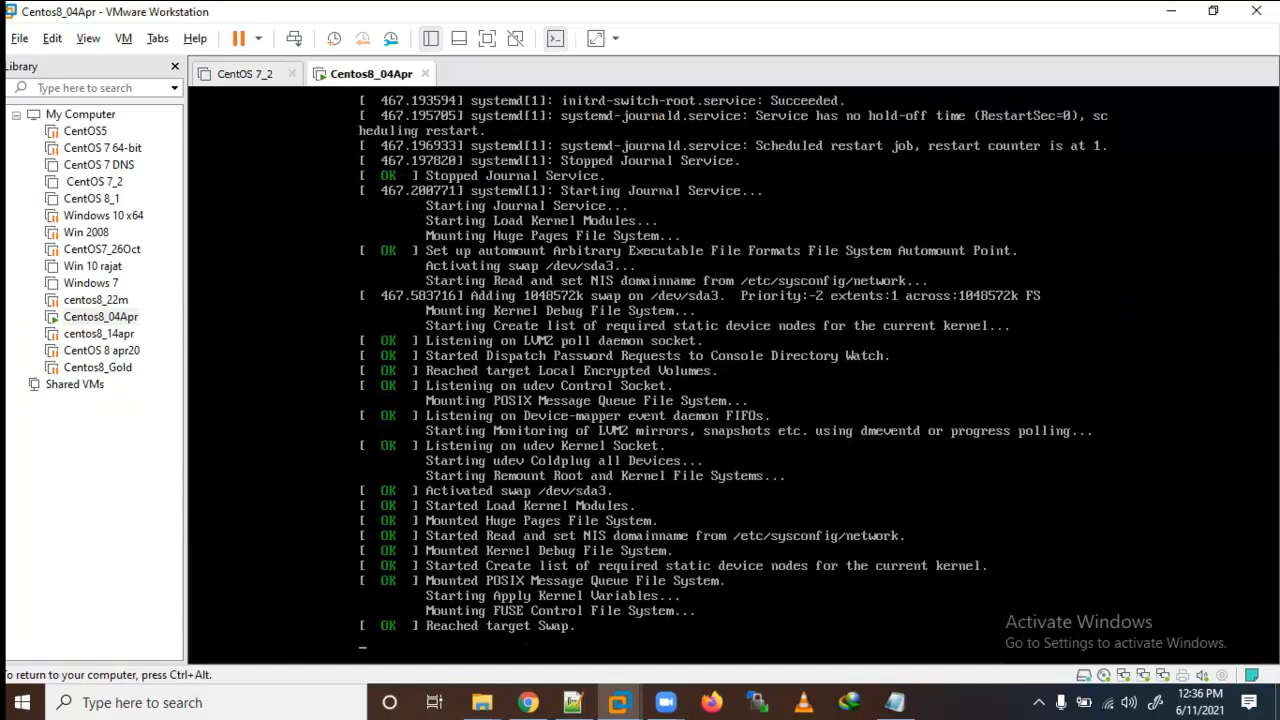 Centos8_04Apr - VMware Workstation
File Edit View VM Tabs Help
Library
Type here to search
CentOS 7_2
Centos8_04Apr
My Computer
CentOS5
CentOS 7 64-bit
CentOS 7 DNS
CentOS 7_2
CentOS 8_1
Windows 10 x64
Win 2008
CentOS7_26Oct
Win 10 rajat
Windows 7
centos8_22m
Centos8_04Apr
centos8_14apr
CentOS 8 apr20
CentOS8_Gold
Shared VMs
[  467.193594] systemd[1]: initrd-switch-root.service: Succeeded.
[  467.195705] systemd[1]: systemd-journald.service: Service has no hold-off time (RestartSec=0), sc
heduling restart.
[  467.196933] systemd[1]: systemd-journald.service: Scheduled restart job, restart counter is at 1.
[  467.197820] systemd[1]: Stopped Journal Service.
[  OK  ] Stopped Journal Service.
[  467.200771] systemd[1]: Starting Journal Service...
Starting Journal Service...
Starting Load Kernel Modules...
Mounting Huge Pages File System...
[  OK  ] Set up automount Arbitrary Executable File Formats File System Automount Point.
Activating swap /dev/sda3...
Starting Read and set NIS domainname from /etc/sysconfig/network...
[  467.583716] Adding 1048572k swap on /dev/sda3.  Priority:-2 extents:1 across:1048572k FS
Mounting Kernel Debug File System...
Starting Create list of required static device nodes for the current kernel...
[  OK  ] Listening on LVM2 poll daemon socket.
[  OK  ] Started Dispatch Password Requests to Console Directory Watch.
[  OK  ] Reached target Local Encrypted Volumes.
[  OK  ] Listening on udev Control Socket.
Mounting POSIX Message Queue File System...
[  OK  ] Listening on Device-mapper event daemon FIFOs.
Starting Monitoring of LVM2 mirrors, snapshots etc. using dmeventd or progress polling...
[  OK  ] Listening on udev Kernel Socket.
Starting udev Coldplug all Devices...
Starting Remount Root and Kernel File Systems...
[  OK  ] Activated swap /dev/sda3.
[  OK  ] Started Load Kernel Modules.
[  OK  ] Mounted Huge Pages File System.
[  OK  ] Started Read and set NIS domainname from /etc/sysconfig/network.
[  OK  ] Mounted Kernel Debug File System.
[  OK  ] Started Create list of required static device nodes for the current kernel.
[  OK  ] Mounted POSIX Message Queue File System.
Starting Apply Kernel Variables...
Mounting FUSE Control File System...
[  OK  ] Reached target Swap.
_
Activate Windows
Go to Settings to activate Windows.
To return to your computer, press Ctrl+Alt.
Type here to search
12:36 PM
6/11/2021